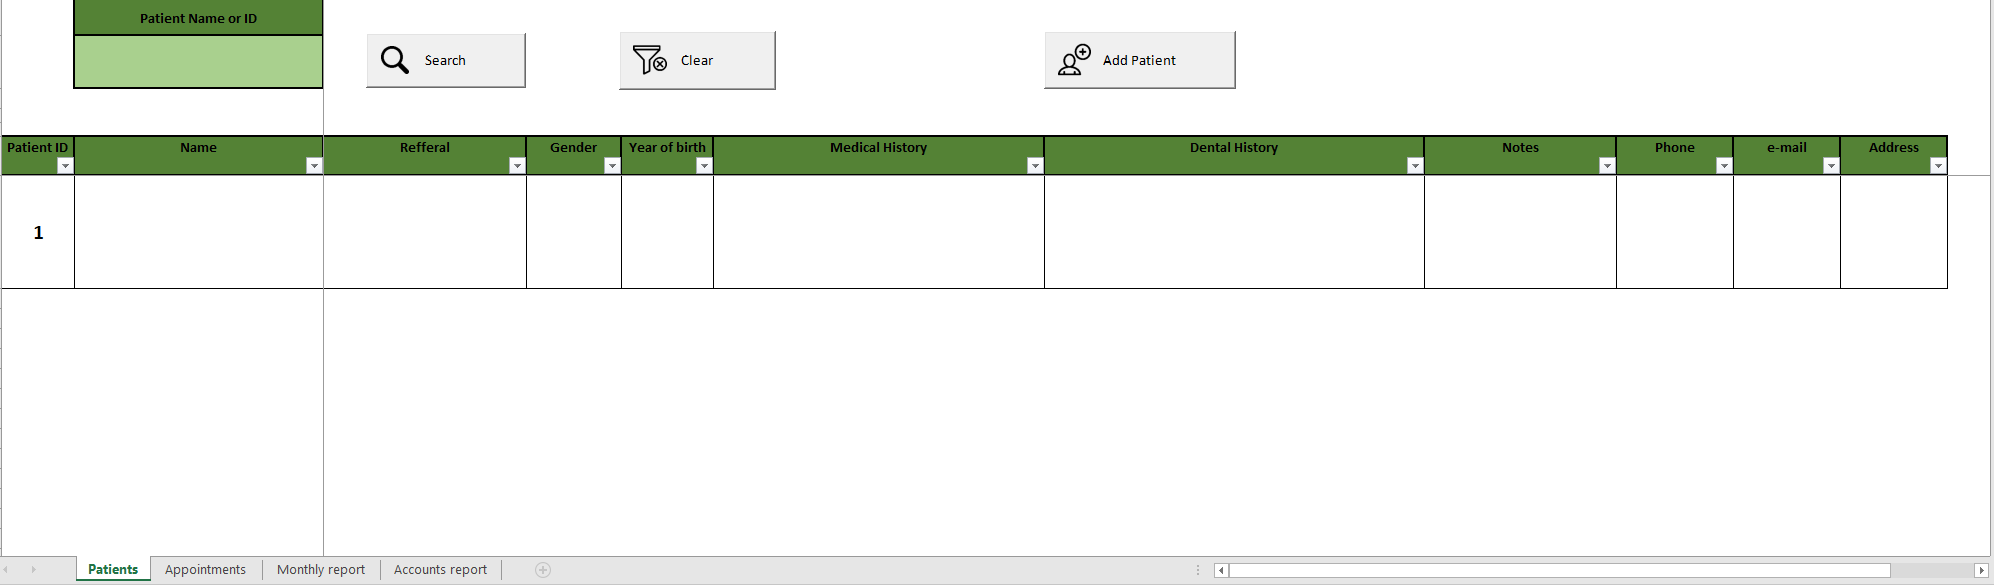 Patient Name or ID
Search
Clear
Add Patient
Patient ID Name Refferal Gender Year of birth Medical History Dental History Notes Phone e-mail Address
1
Patients Appointments Monthly report Accounts report